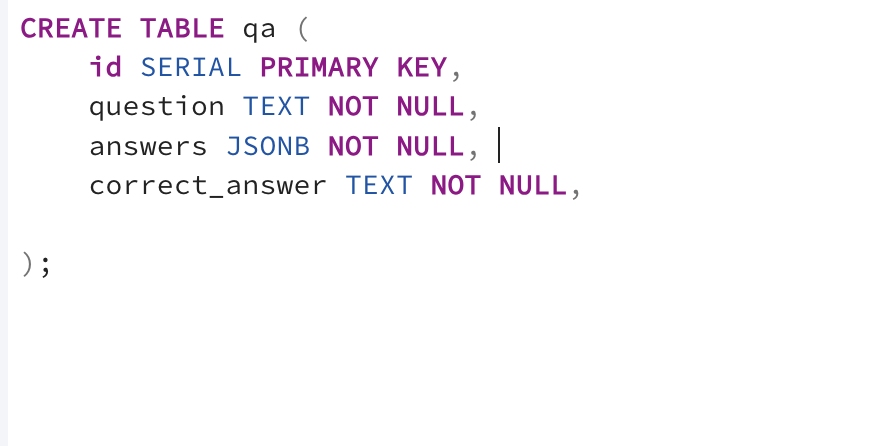 CREATE TABLE qa (
    id SERIAL PRIMARY KEY,
    question TEXT NOT NULL,
    answers JSONB NOT NULL,
    correct_answer TEXT NOT NULL,
);